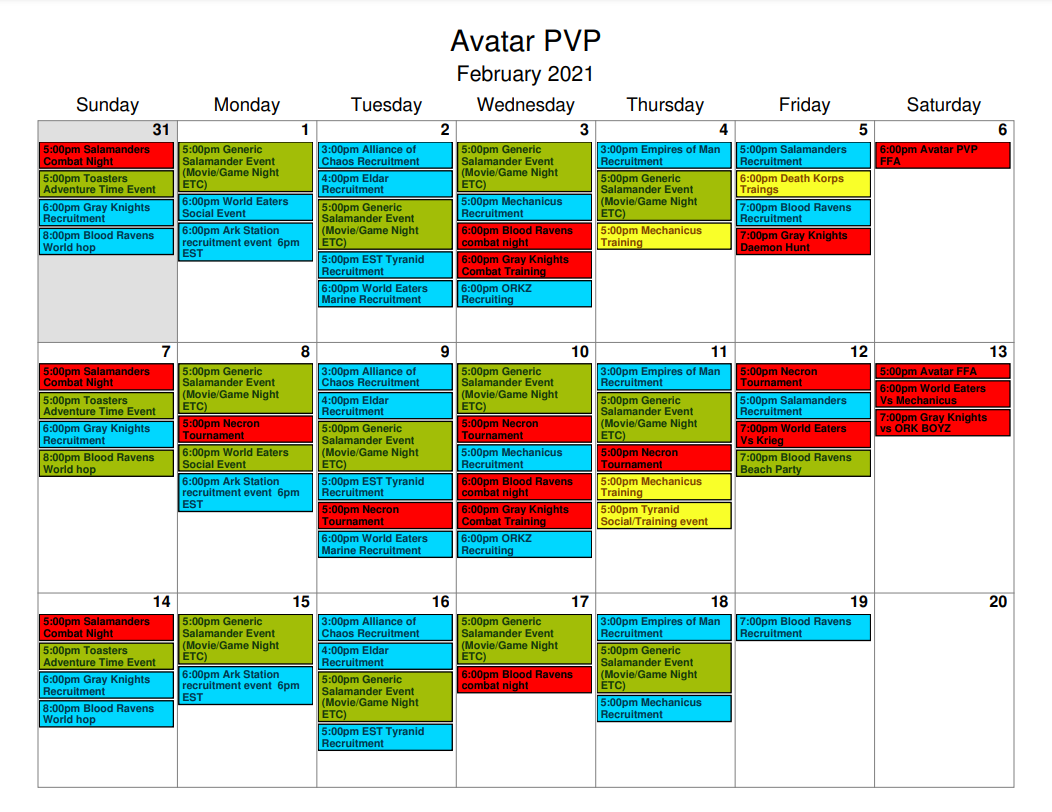 Avatar PVP
February 2021
Sunday Monday Tuesday Wednesday Thursday Friday Saturday
31
5:00pm Salamanders
Combat Night
5:00pm Toasters
Adventure Time Event
6:00pm Gray Knights
Recruitment
8:00pm Blood Ravens
World hop
1
5:00pm Generic
Salamander Event
(Movie/Game Night
ETC)
6:00pm World Eaters
Social Event
6:00pm Ark Station
recruitment event 6pm
EST
2
3:00pm Alliance of
Chaos Recruitment
4:00pm Eldar
Recruitment
5:00pm Generic
Salamander Event
(Movie/Game Night
ETC)
5:00pm EST Tyranid
Recruitment
6:00pm World Eaters
Marine Recruitment
3
5:00pm Generic
Salamander Event
(Movie/Game Night
ETC)
5:00pm Mechanicus
Recruitment
6:00pm Blood Ravens
combat night
6:00pm Gray Knights
Combat Training
6:00pm ORKZ
Recruiting
4
3:00pm Empires of Man
Recruitment
5:00pm Generic
Salamander Event
(Movie/Game Night
ETC)
5:00pm Mechanicus
Training
5
5:00pm Salamanders
Recruitment
6:00pm Death Korps
Traings
7:00pm Blood Ravens
Recruitment
7:00pm Gray Knights
Daemon Hunt
6
6:00pm Avatar PVP
FFA
7
5:00pm Salamanders
Combat Night
5:00pm Toasters
Adventure Time Event
6:00pm Gray Knights
Recruitment
8:00pm Blood Ravens
World hop
8
5:00pm Generic
Salamander Event
(Movie/Game Night
ETC)
5:00pm Necron
Tournament
6:00pm World Eaters
Social Event
6:00pm Ark Station
recruitment event 6pm
EST
9
3:00pm Alliance of
Chaos Recruitment
4:00pm Eldar
Recruitment
5:00pm Generic
Salamander Event
(Movie/Game Night
ETC)
5:00pm EST Tyranid
Recruitment
5:00pm Necron
Tournament
6:00pm World Eaters
Marine Recruitment
10
5:00pm Generic
Salamander Event
(Movie/Game Night
ETC)
5:00pm Necron
Tournament
5:00pm Mechanicus
Recruitment
6:00pm Blood Ravens
combat night
6:00pm Gray Knights
Combat Training
6:00pm ORKZ
Recruiting
11
3:00pm Empires of Man
Recruitment
5:00pm Generic
Salamander Event
(Movie/Game Night
ETC)
5:00pm Necron
Tournament
5:00pm Mechanicus
Training
5:00pm Tyranid
Social/Training event
12
5:00pm Necron
Tournament
5:00pm Salamanders
Recruitment
7:00pm World Eaters
Vs Krieg
7:00pm Blood Ravens
Beach Party
13
5:00pm Avatar FFA
6:00pm World Eaters
Vs Mechanicus
7:00pm Gray Knights
vs ORK BOYZ
14
5:00pm Salamanders
Combat Night
5:00pm Toasters
Adventure Time Event
6:00pm Gray Knights
Recruitment
8:00pm Blood Ravens
World hop
15
5:00pm Generic
Salamander Event
(Movie/Game Night
ETC)
6:00pm Ark Station
recruitment event 6pm
EST
16
3:00pm Alliance of
Chaos Recruitment
4:00pm Eldar
Recruitment
5:00pm Generic
Salamander Event
(Movie/Game Night
ETC)
5:00pm EST Tyranid
Recruitment
17
5:00pm Generic
Salamander Event
(Movie/Game Night
ETC)
6:00pm Blood Ravens
combat night
18
3:00pm Empires of Man
Recruitment
5:00pm Generic
Salamander Event
(Movie/Game Night
ETC)
5:00pm Mechanicus
Recruitment
19
7:00pm Blood Ravens
Recruitment
20